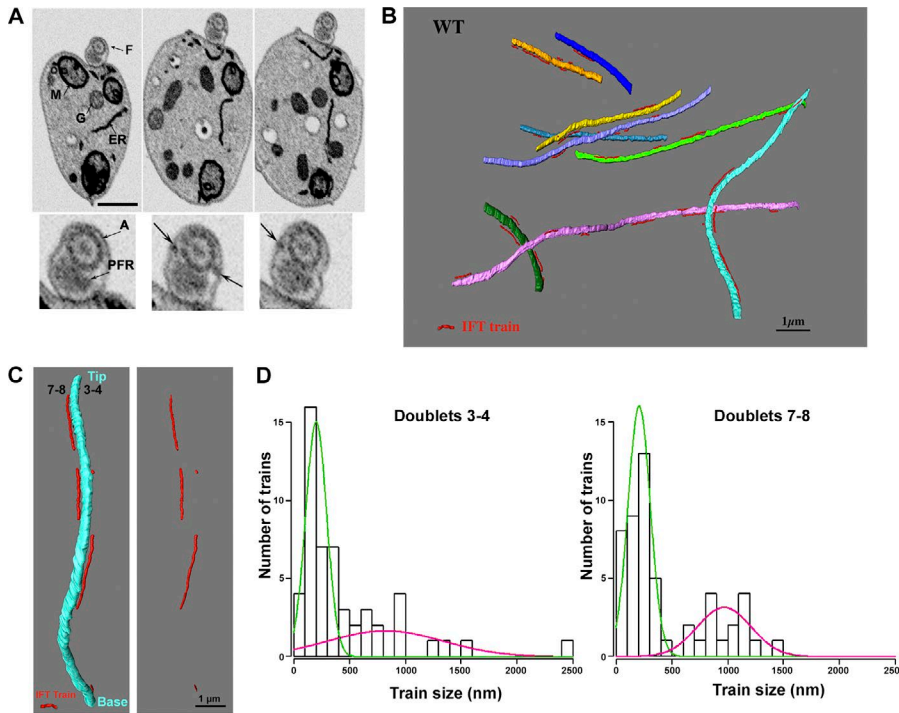 A
F
M
G
ER
A
PFR
B
WT
IFT train
1µm
C
Tip
7-8 3-4
IFT Train
Base
1 µm
D
Doublets 3-4
Number of trains
15
10
5
0
0 500 1000 1500 2000 2500
Train size (nm)
Doublets 7-8
Number of trains
15
10
5
0
0 500 1000 1500 2000 2500
Train size (nm)